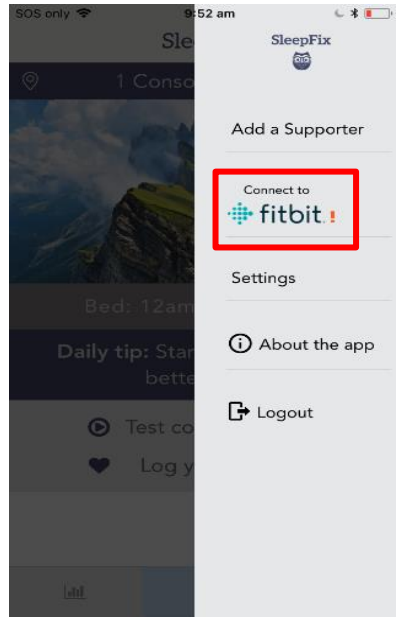 SOS only 9:52 am
Sle
SleepFix
1 Conso
Add a Supporter
Connect to
fitbit!
Settings
Bed: 12am
About the app
Daily tip: Star
bette
Logout
Test co
Log y